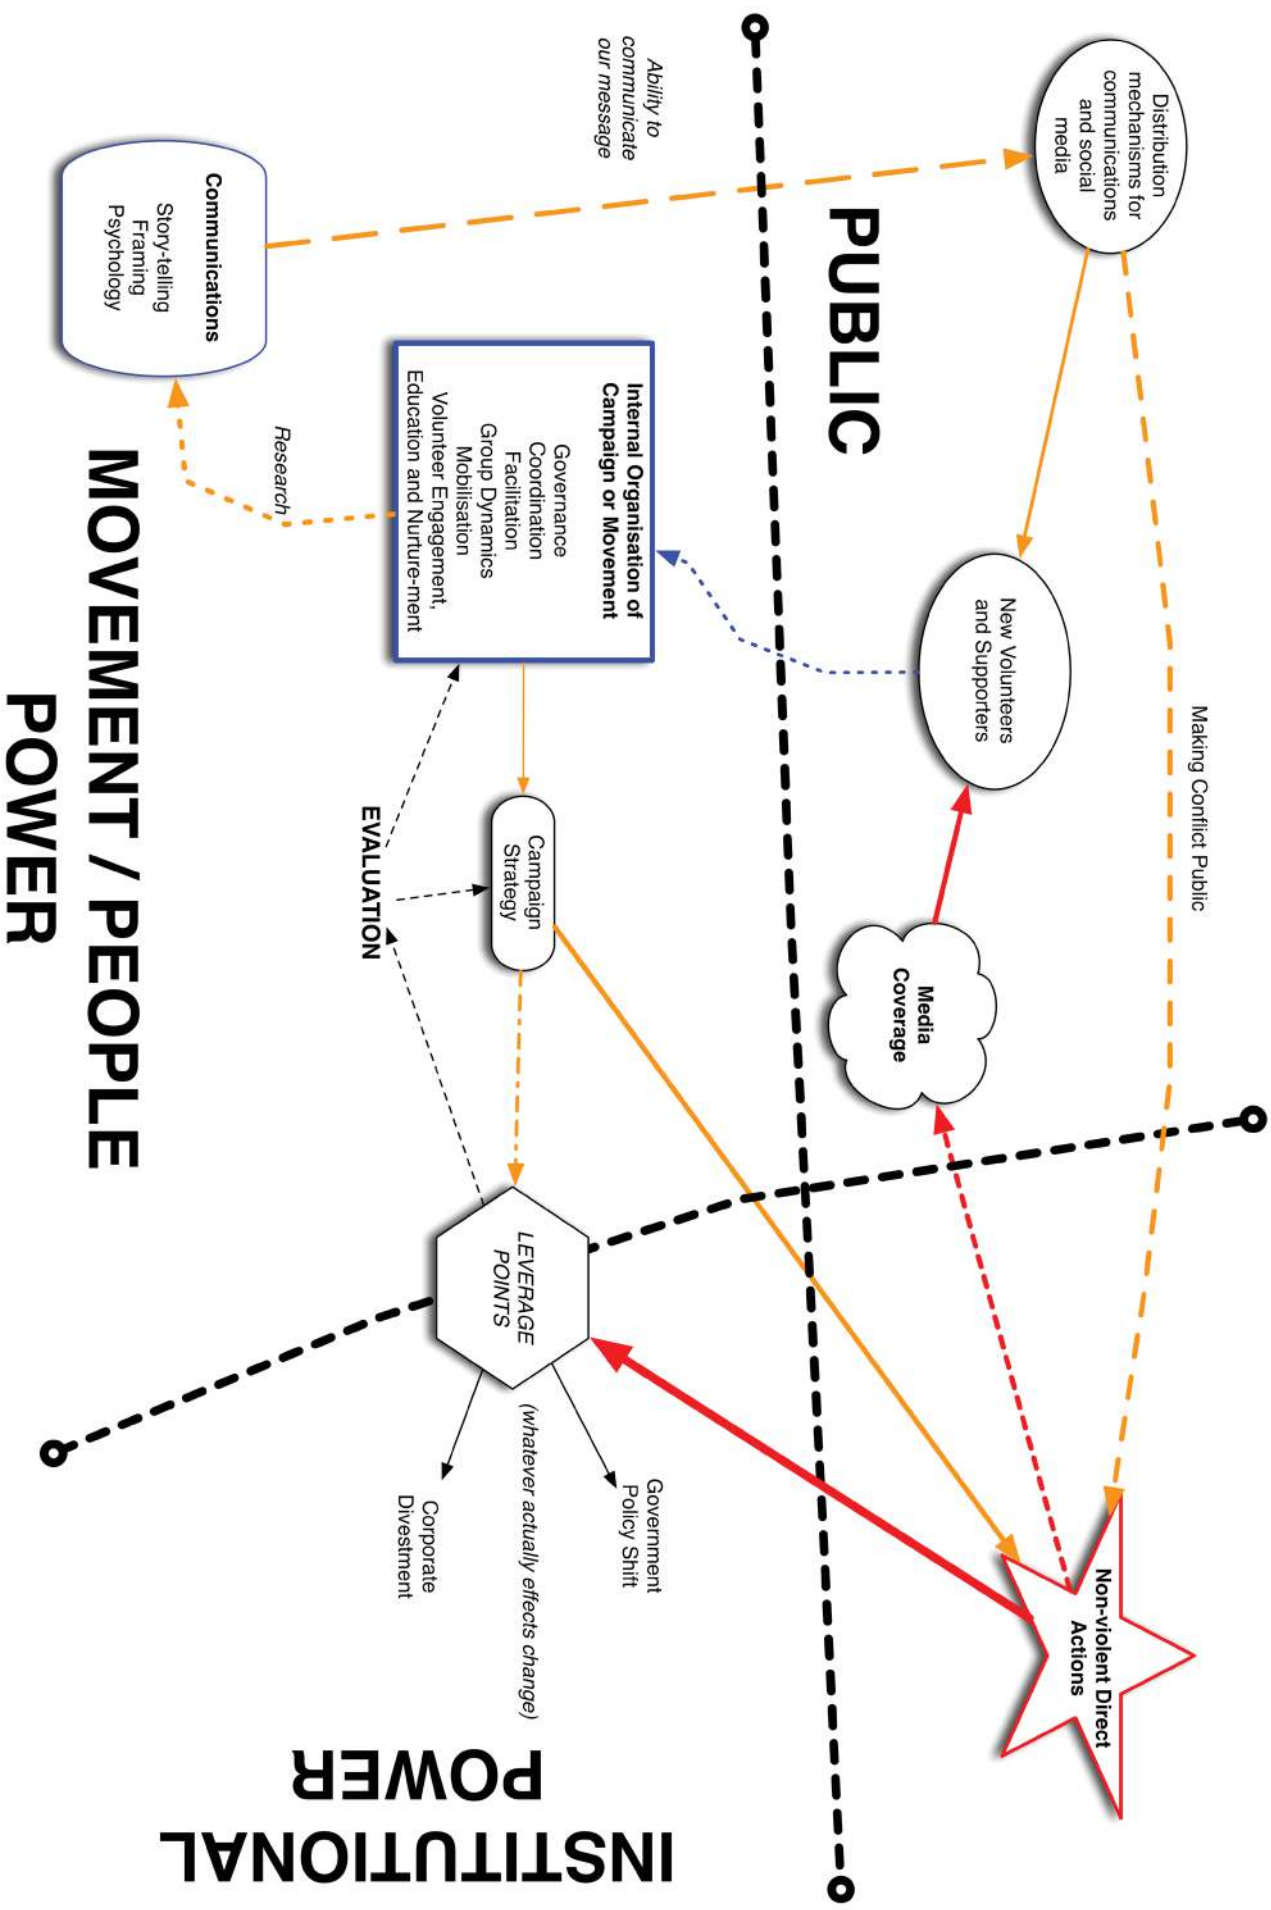 Distribution
mechanisms for
communications
and social
media
Making Conflict Public
New Volunteers
and Supporters
Media
Coverage
Non-violent Direct
Actions
PUBLIC
Ability to
communicate
our message
Internal Organisation of
Campaign or Movement
Governance
Coordination
Facilitation
Group Dynamics
Mobilisation
Volunteer Engagement,
Education and Nurture-ment
Campaign
Strategy
EVALUATION
LEVERAGE
POINTS
(whatever actually effects change)
Government
Policy Shift
Corporate
Divestment
Research
Communications
Story-telling
Framing
Psychology
MOVEMENT / PEOPLE
POWER
INSTITUTIONAL
POWER